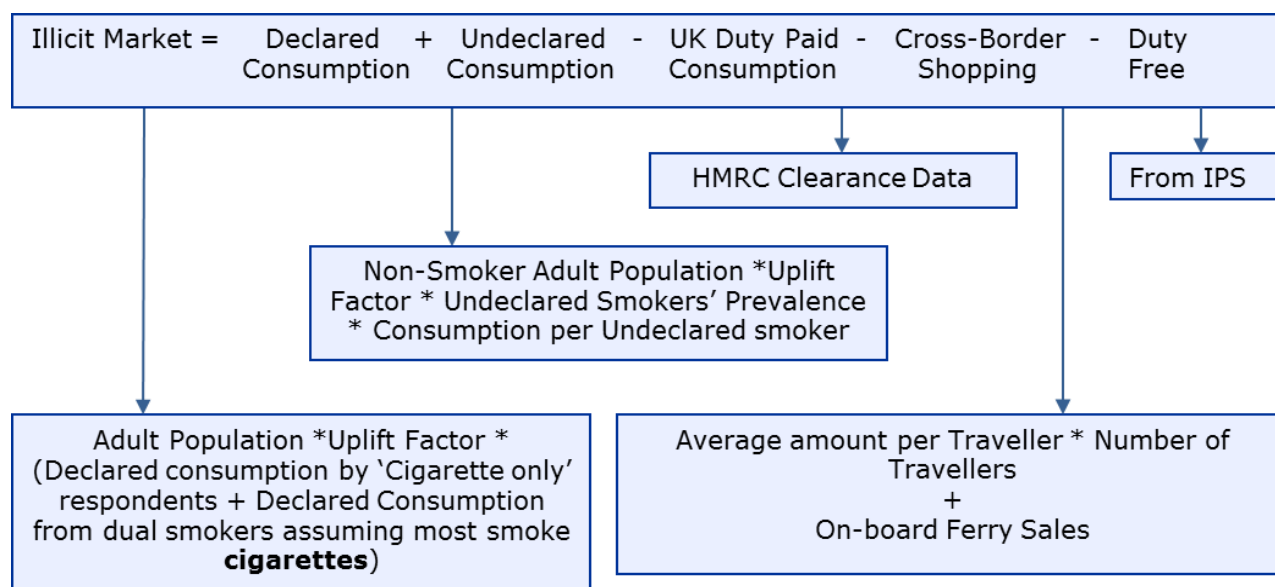 Illicit Market = Declared + Undeclared - UK Duty Paid - Cross-Border - Duty
Consumption Consumption Consumption Shopping Free
HMRC Clearance Data
From IPS
Non-Smoker Adult Population *Uplift
Factor * Undeclared Smokers’ Prevalence
* Consumption per Undeclared smoker
Adult Population *Uplift Factor *
(Declared consumption by ‘Cigarette only’
respondents + Declared Consumption
from dual smokers assuming most smoke
cigarettes)
Average amount per Traveller * Number of
Travellers
+
On-board Ferry Sales